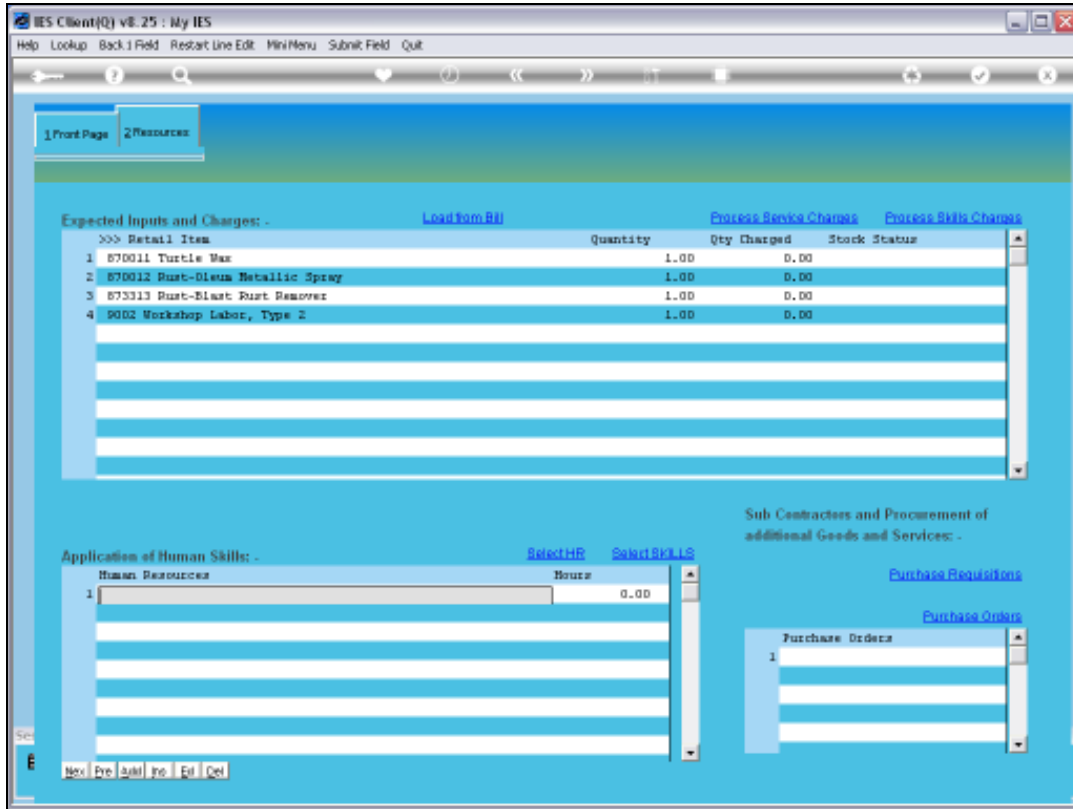 IES Client(Q) v8.25 : My IES
Help Lookup Back 1 Field Restart Line Edit MiniMenu Submit Field Quit
1 Front Page 2 Resources
Expected Inputs and Charges: - Load from Bill Process Service Charges Process Skills Charges
>>> Retail Item Quantity Qty Charged Stock Status
1 870011 Turtle Wax 1.00 0.00
2 870012 Rust-Oleum Metallic Spray 1.00 0.00
3 873313 Rust-Blast Rust Remover 1.00 0.00
4 9002 Workshop Labor, Type 2 1.00 0.00
Sub Contractors and Procurement of
additional Goods and Services: -
Application of Human Skills: - Select HR Select SKILLS
Human Resources Hours
1 0.00
Purchase Requisitions
Purchase Orders
Purchase Orders
1
Nex Pre Add Ins Ed Del